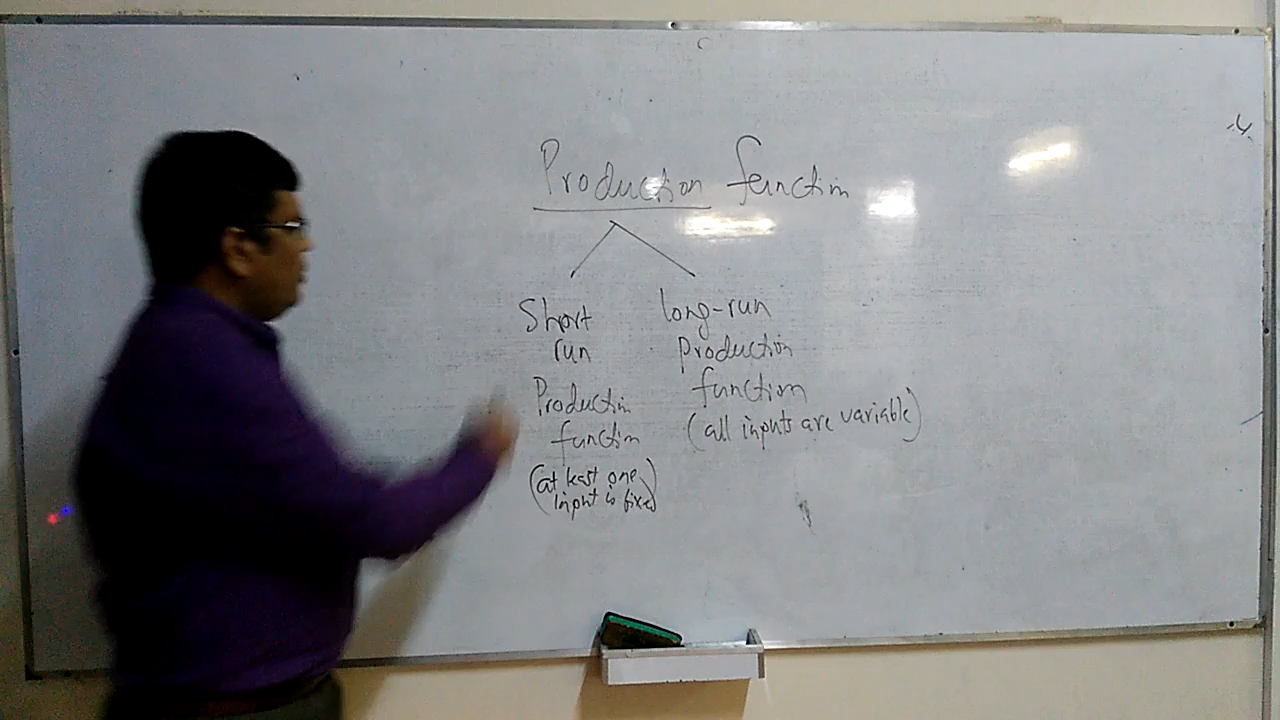 Production function
Short
run
Production
function
(at least one
input is fixed)
long-run
Production
function
(all inputs are variable)